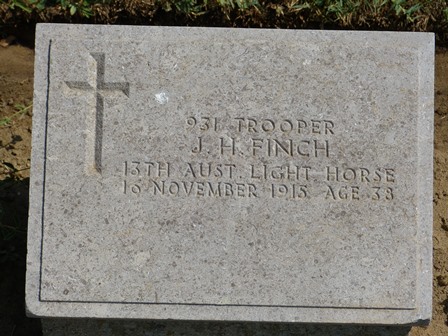 931 TROOPER
J. H. FINCH
13TH AUST. LIGHT HORSE
16 NOVEMBER 1915 AGE 38